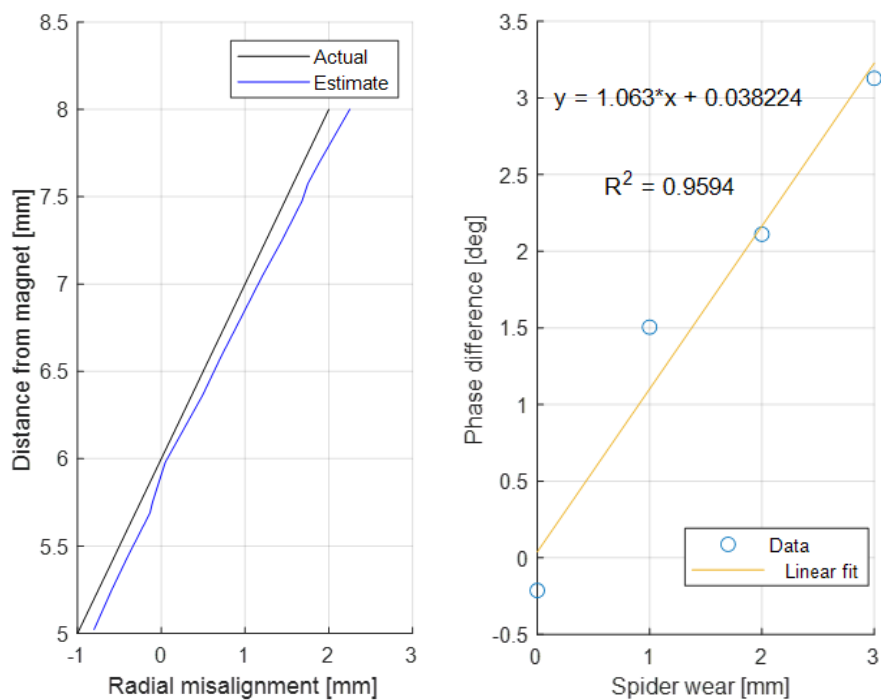 8.5
8
7.5
7
6.5
6
5.5
5
-1
0
1
2
3
Distance from magnet [mm]
Radial misalignment [mm]
Actual
Estimate
3.5
3
2.5
2
1.5
1
0.5
0
-0.5
0
1
2
3
Phase difference [deg]
Spider wear [mm]
y = 1.063*x + 0.038224
R² = 0.9594
Data
Linear fit